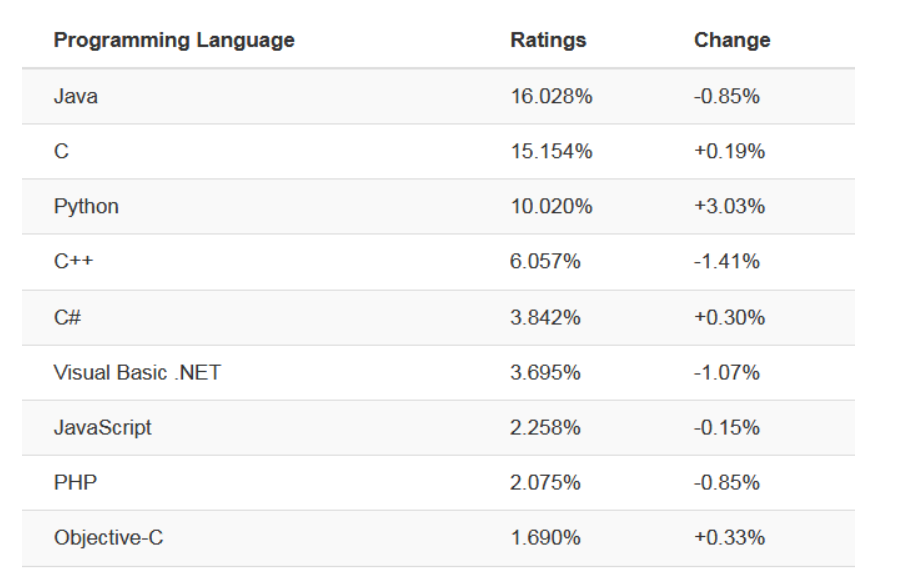 Programming Language Ratings Change
Java 16.028% -0.85%
C 15.154% +0.19%
Python 10.020% +3.03%
C++ 6.057% -1.41%
C# 3.842% +0.30%
Visual Basic .NET 3.695% -1.07%
JavaScript 2.258% -0.15%
PHP 2.075% -0.85%
Objective-C 1.690% +0.33%